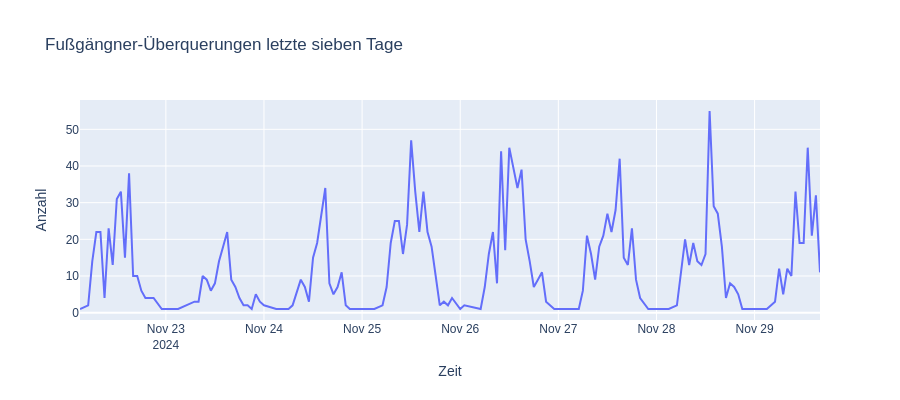 Fußgängner-Überquerungen letzte sieben Tage
50
40
30
20
10
0
Anzahl
Nov 23
2024
Nov 24
Nov 25
Nov 26
Nov 27
Nov 28
Nov 29
Zeit